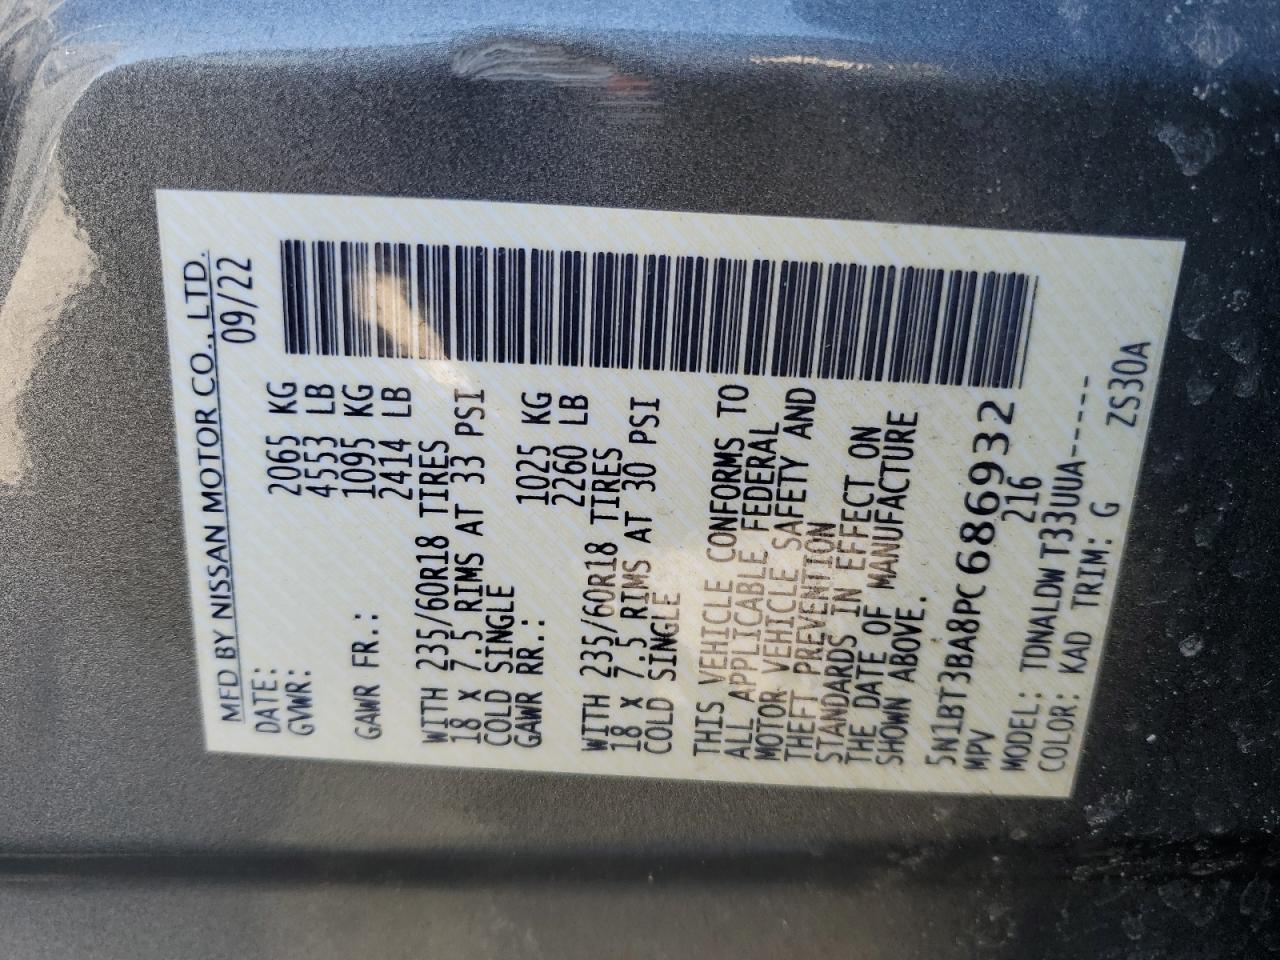 MFD BY NISSAN MOTOR CO., LTD.
DATE: 09/22
GVWR: 2065 KG
4553 LB
GAWR FR.: 1095 KG
2414 LB
WITH 235/60R18 TIRES
18 X 7.5 RIMS AT 33 PSI
COLD SINGLE
GAWR RR.: 1025 KG
2260 LB
WITH 235/60R18 TIRES
18 X 7.5 RIMS AT 30 PSI
COLD SINGLE
THIS VEHICLE CONFORMS TO
ALL APPLICABLE FEDERAL
MOTOR VEHICLE SAFETY AND
THEFT PREVENTION
STANDARDS IN EFFECT ON
THE DATE OF MANUFACTURE
SHOWN ABOVE.
5N1BT3BA8PC686932
MPV 216
MODEL: TDNALDW T33UUA-----
COLOR: KAD TRIM: G ZS30A